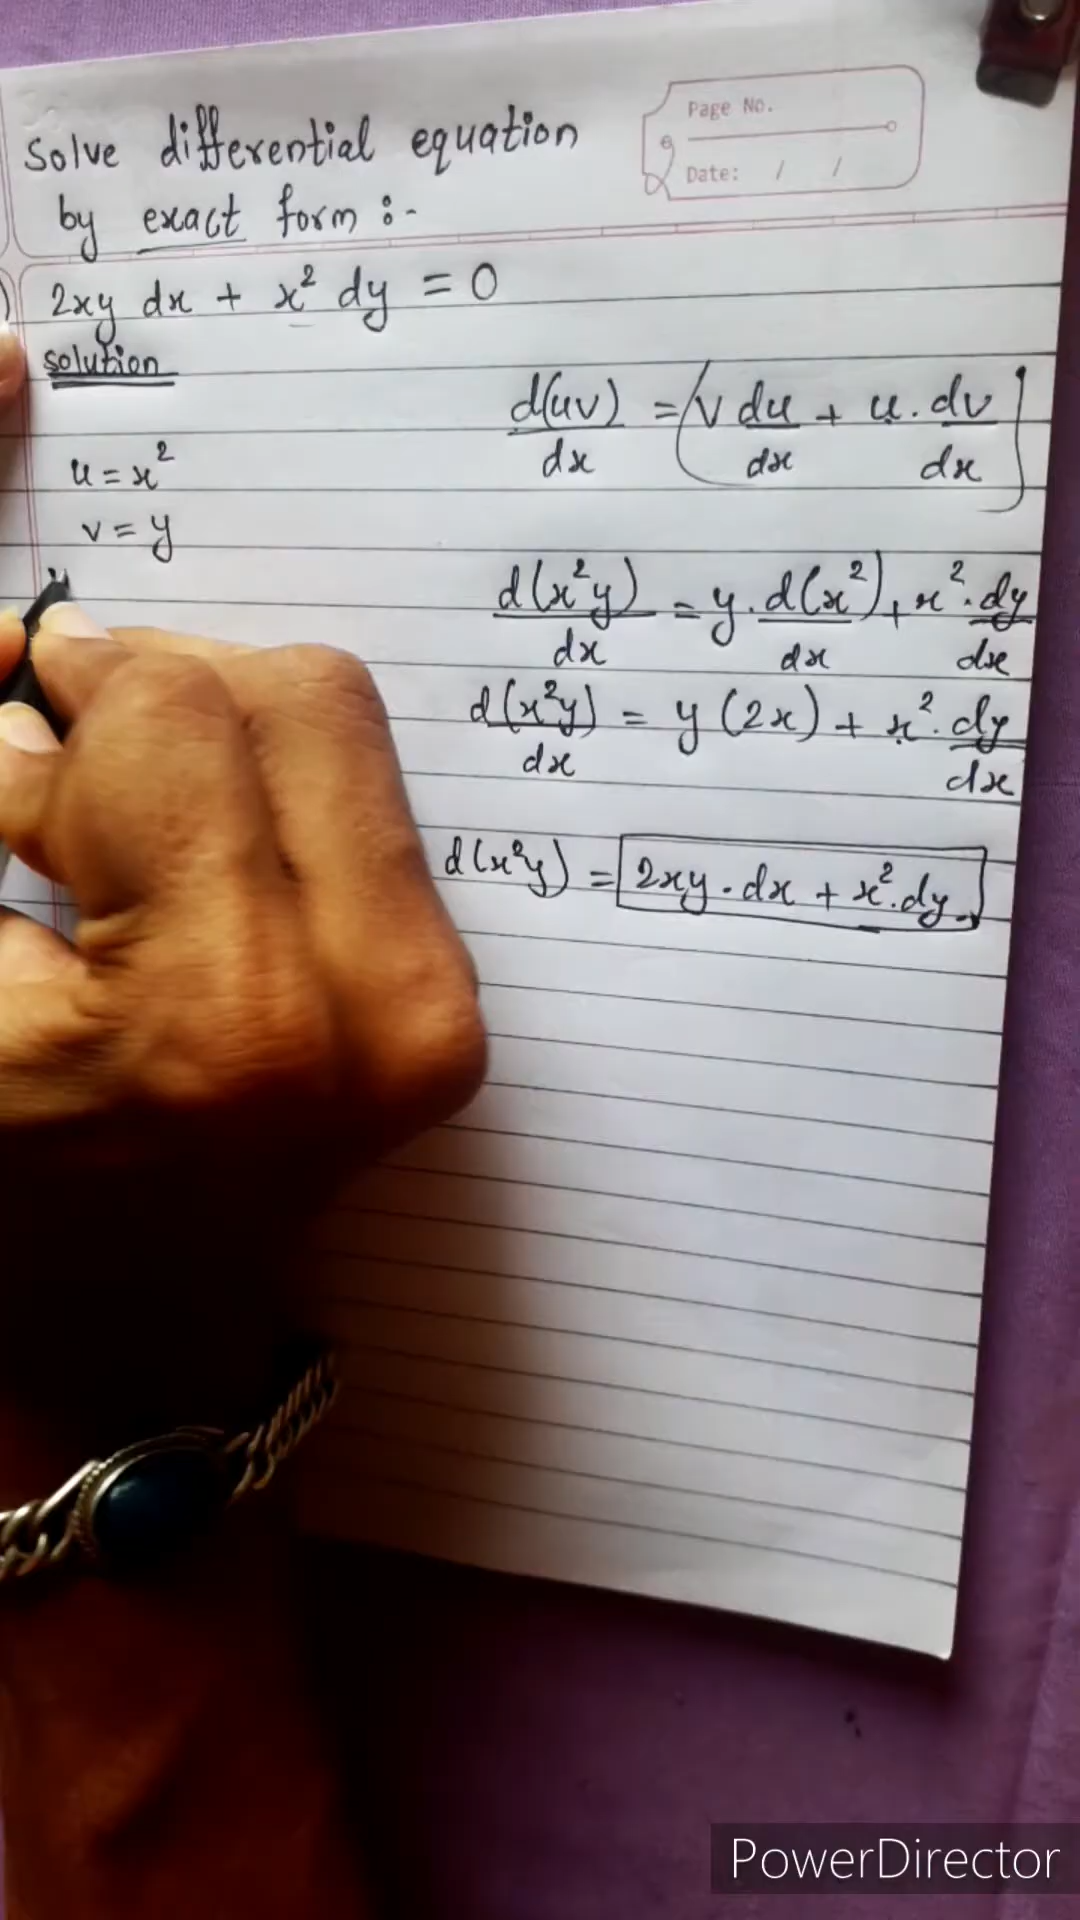 Solve differential equation
by exact form :-
Page No.
Date: / /
) 2xy dx + x² dy = 0
solution
u = x²
v = y
d(uv)/dx = (v du/dx + u. dv/dx)
d(x²y)/dx = y. d(x²)/dx + x². dy/dx
d(x²y)/dx = y (2x) + x². dy/dx
d(x²y) = 2xy. dx + x². dy
PowerDirector